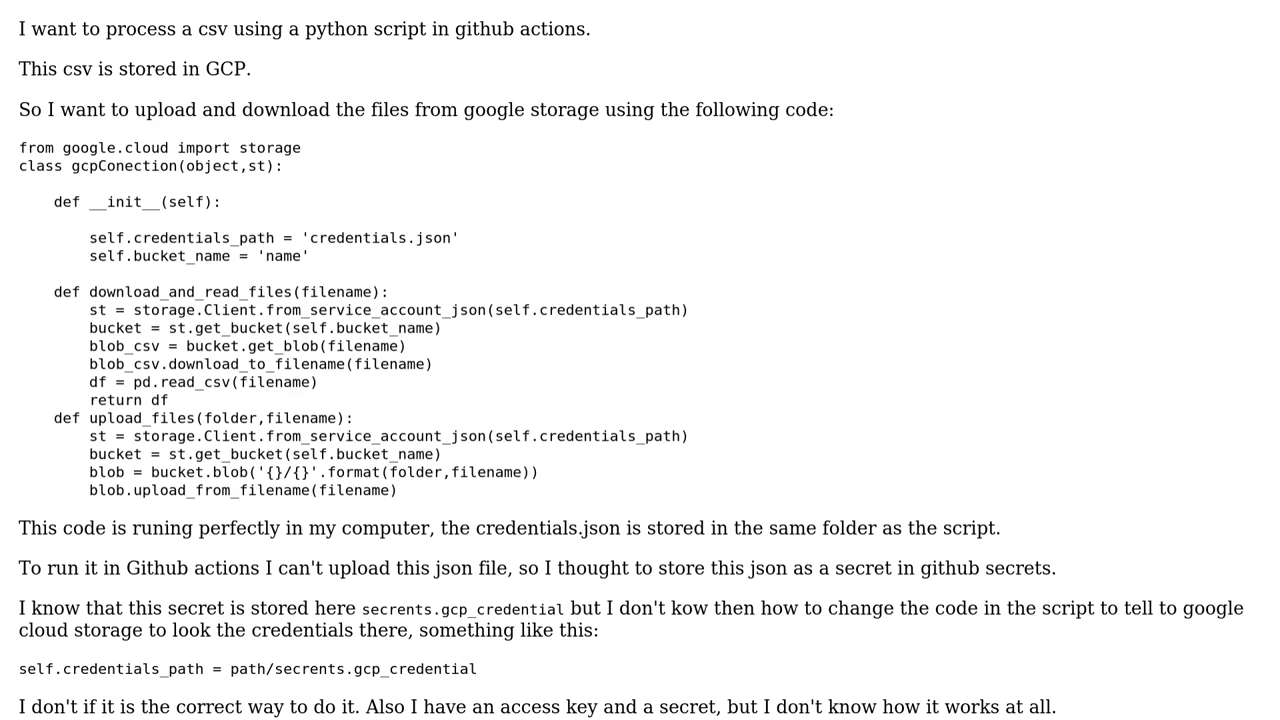 I want to process a csv using a python script in github actions.
This csv is stored in GCP.
So I want to upload and download the files from google storage using the following code:
from google.cloud import storage
class gcpConection(object,st):
    def __init__(self):
        self.credentials_path = 'credentials.json'
        self.bucket_name = 'name'
    def download_and_read_files(filename):
        st = storage.Client.from_service_account_json(self.credentials_path)
        bucket = st.get_bucket(self.bucket_name)
        blob_csv = bucket.get_blob(filename)
        blob_csv.download_to_filename(filename)
        df = pd.read_csv(filename)
        return df
    def upload_files(folder,filename):
        st = storage.Client.from_service_account_json(self.credentials_path)
        bucket = st.get_bucket(self.bucket_name)
        blob = bucket.blob('{}/{}'.format(folder,filename))
        blob.upload_from_filename(filename)
This code is runing perfectly in my computer, the credentials.json is stored in the same folder as the script.
To run it in Github actions I can't upload this json file, so I thought to store this json as a secret in github secrets.
I know that this secret is stored here secrents.gcp_credential but I don't kow then how to change the code in the script to tell to google
cloud storage to look the credentials there, something like this:
self.credentials_path = path/secrents.gcp_credential
I don't if it is the correct way to do it. Also I have an access key and a secret, but I don't know how it works at all.